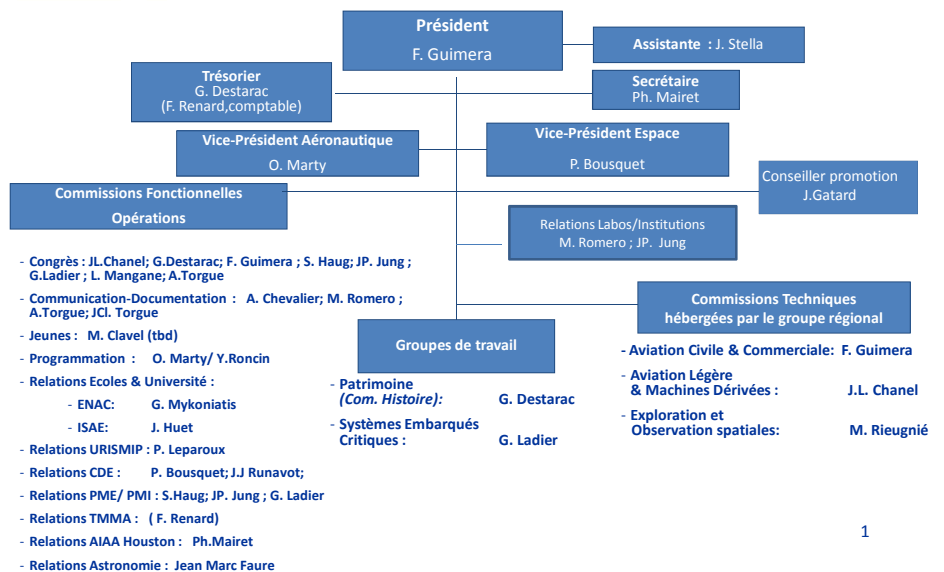 Président
F. Guimera
Assistante : J. Stella
Trésorier
G. Destarac
(F. Renard,comptable)
Secrétaire
Ph. Mairet
Vice-Président Aéronautique
O. Marty
Vice-Président Espace
P. Bousquet
Commissions Fonctionnelles
Opérations
Conseiller promotion
J.Gatard
Relations Labos/Institutions
M. Romero ; JP. Jung
- Congrès : JL.Chanel; G.Destarac; F. Guimera ; S. Haug; JP. Jung ;
G.Ladier ; L. Mangane; A.Torgue
- Communication-Documentation : A. Chevalier; M. Romero ;
A.Torgue; JCl. Torgue
- Jeunes : M. Clavel (tbd)
- Programmation : O. Marty/ Y.Roncin
- Relations Ecoles & Université :
- ENAC: G. Mykoniatis
- ISAE: J. Huet
- Relations URISMIP : P. Leparoux
- Relations CDE : P. Bousquet; J.J Runavot;
- Relations PME/ PMI : S.Haug; JP. Jung ; G. Ladier
- Relations TMMA : ( F. Renard)
- Relations AIAA Houston : Ph.Mairet
- Relations Astronomie : Jean Marc Faure
Groupes de travail
- Patrimoine
(Com. Histoire): G. Destarac
- Systèmes Embarqués
Critiques : G. Ladier
Commissions Techniques
hébergées par le groupe régional
- Aviation Civile & Commerciale: F. Guimera
- Aviation Légère
& Machines Dérivées : J.L. Chanel
- Exploration et
Observation spatiales: M. Rieugnié
1